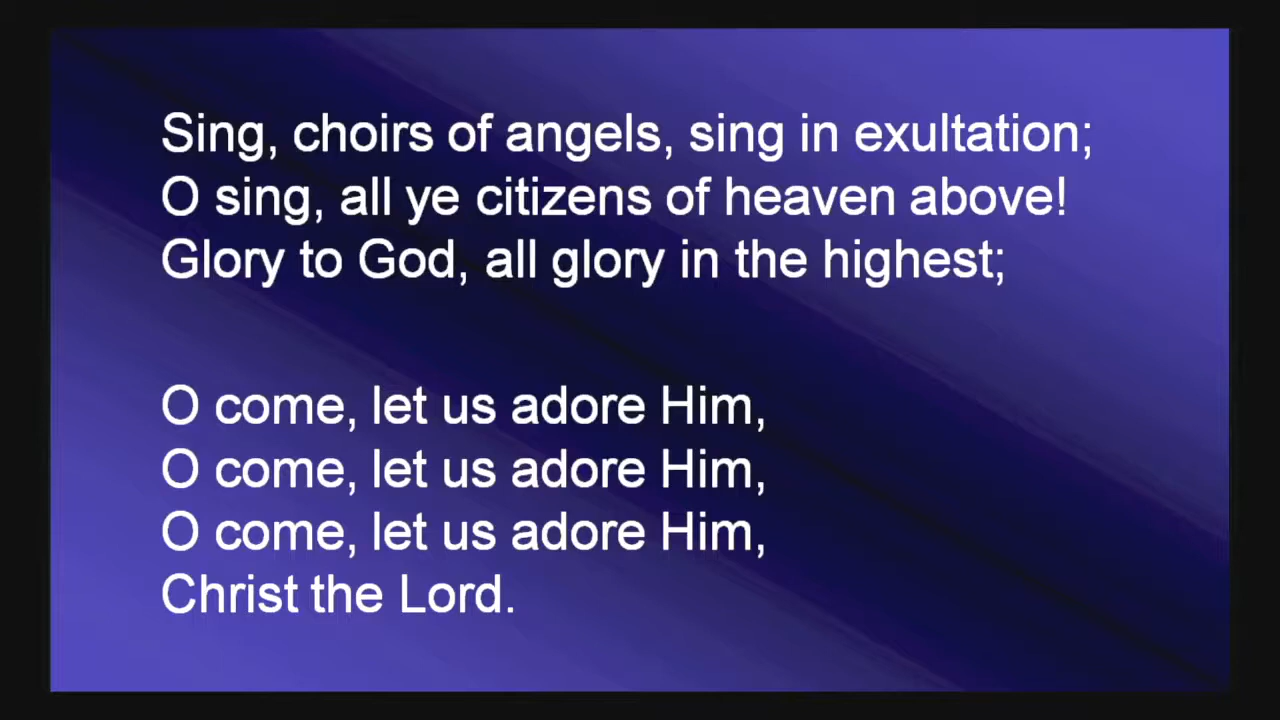 Sing, choirs of angels, sing in exultation;
O sing, all ye citizens of heaven above!
Glory to God, all glory in the highest;
O come, let us adore Him,
O come, let us adore Him,
O come, let us adore Him,
Christ the Lord.